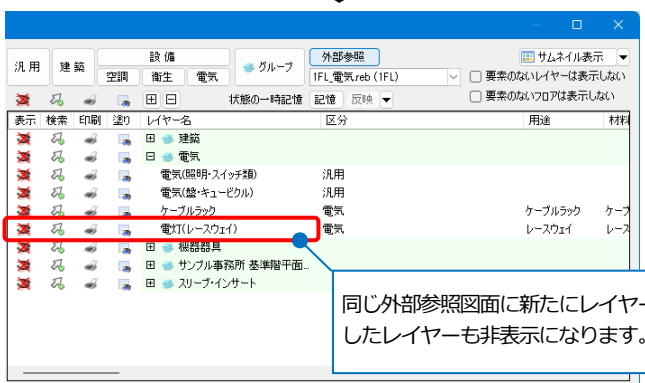 汎用 建築 設備 グループ 外部参照 サムネイル表示
空調 衛生 電気 1FL_電気.reb (1FL) 要素のないレイヤーは表示しない
状態の一時記憶 記憶 反映 要素のないフロアは表示しない
表示 検索 印刷 塗り レイヤー名 区分 用途 材料
建築
電気
電気(照明・スイッチ類) 汎用
電気(盤・キュービクル) 汎用
ケーブルラック 電気 ケーブルラック ケーブ
電灯(レースウェイ) 電気 レースウェイ レース
機器器具
サンプル事務所 基準階平面...
スリーブ・インサート
同じ外部参照図面に新たにレイヤー
したレイヤーも非表示になります。